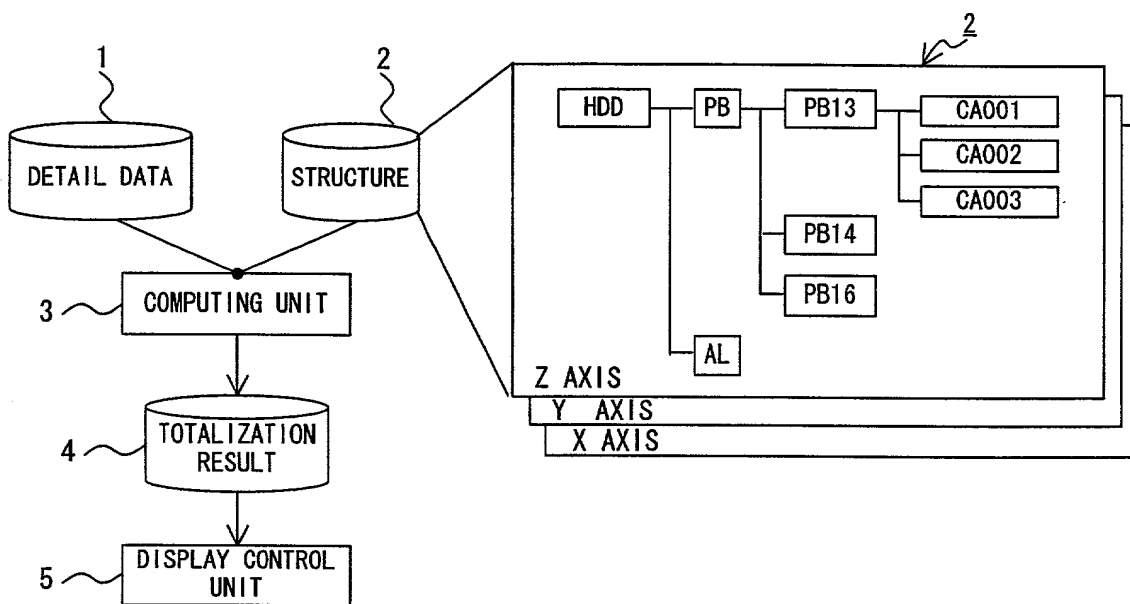 1
2
2
DETAIL DATA
STRUCTURE
HDD
PB
PB13
CA001
CA002
CA003
PB14
PB16
AL
Z AXIS
Y AXIS
X AXIS
3
COMPUTING UNIT
4
TOTALIZATION
RESULT
5
DISPLAY CONTROL
UNIT